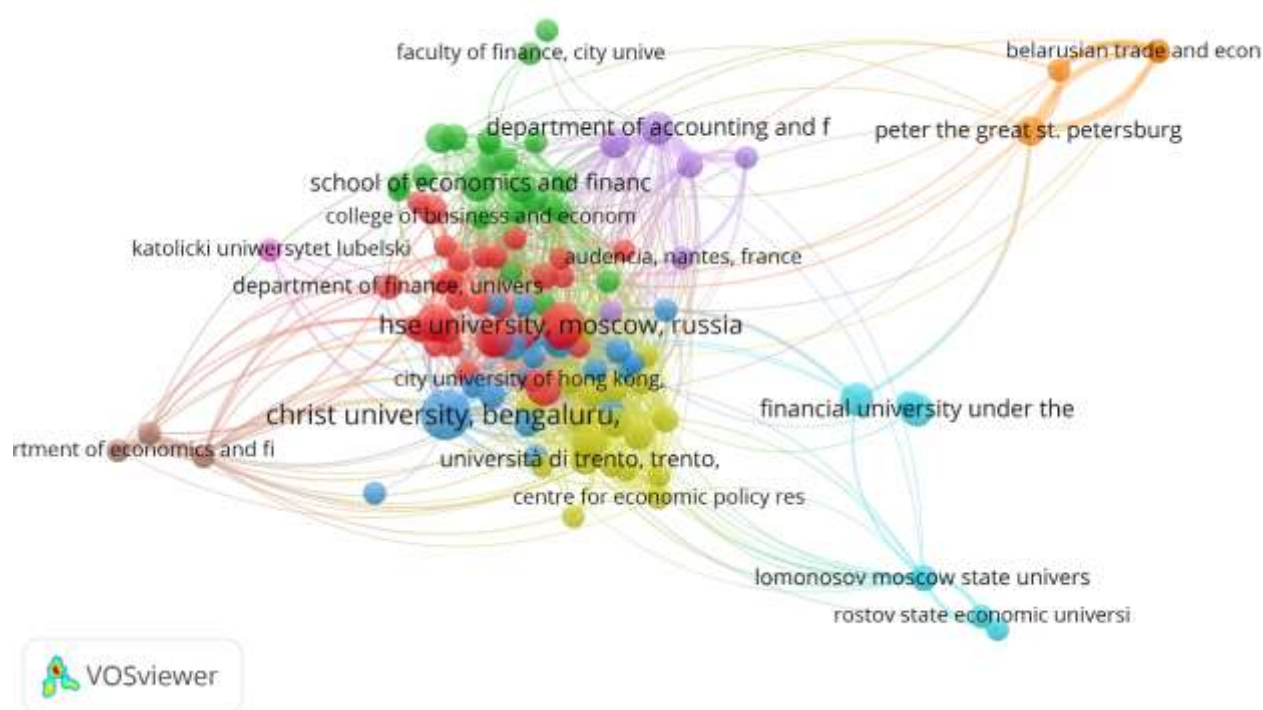 faculty of finance, city unive
belarusian trade and econ
department of accounting and f
peter the great st. petersburg
school of economics and financ
college of business and econom
katolicki uniwersytet lubelski
audencia, nantes, france
department of finance, univers
hse university, moscow, russia
city university of hong kong,
christ university, bengaluru,
financial university under the
rtment of economics and fi
università di trento, trento,
centre for economic policy res
lomonosov moscow state univers
rostov state economic universi
VOSviewer